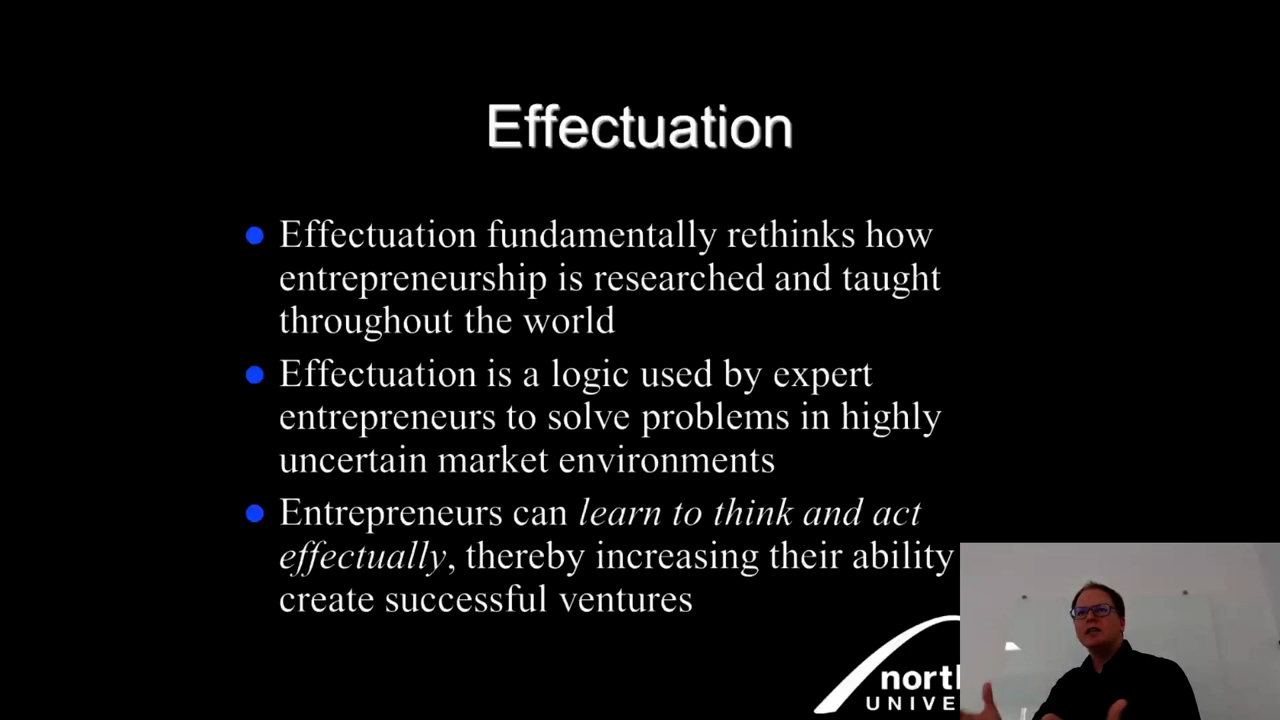 Effectuation
Effectuation fundamentally rethinks how
entrepreneurship is researched and taught
throughout the world
Effectuation is a logic used by expert
entrepreneurs to solve problems in highly
uncertain market environments
Entrepreneurs can learn to think and act
effectually, thereby increasing their ability
create successful ventures